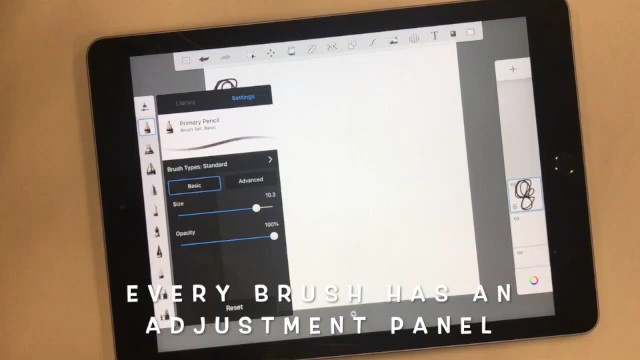 T
Library Settings
Primary Pencil
Brush Set: Basic
Brush Types: Standard
Basic Advanced
Size 10.3
Opacity 100%
Reset
EVERY BRUSH HAS AN
ADJUSTMENT PANEL